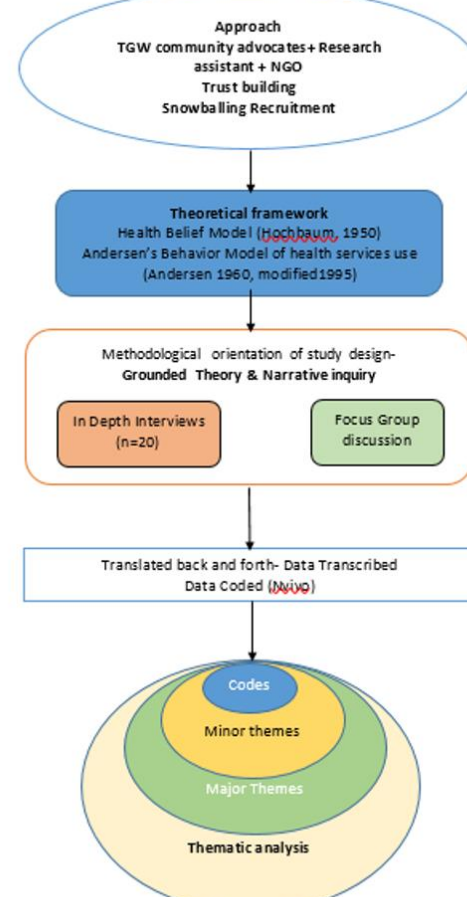 Approach
TGW community advocates+ Research
assistant + NGO
Trust building
Snowballing Recruitment
Theoretical framework
Health Belief Model (Hochbaum, 1950)
Andersen's Behavior Model of health services use
(Andersen 1960, modified1995)
Methodological orientation of study design-
Grounded Theory & Narrative inquiry
In Depth Interviews
(n=20)
Focus Group
discussion
Translated back and forth- Data Transcribed
Data Coded (Nvivo)
Codes
Minor themes
Major Themes
Thematic analysis